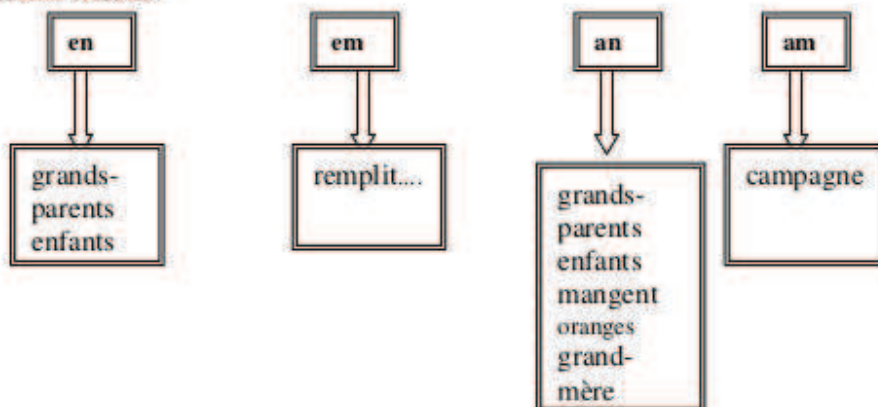 en
em
an
am
grands-
parents
enfants
remplit....
grands-
parents
enfants
mangent
oranges
grand-
mère
campagne